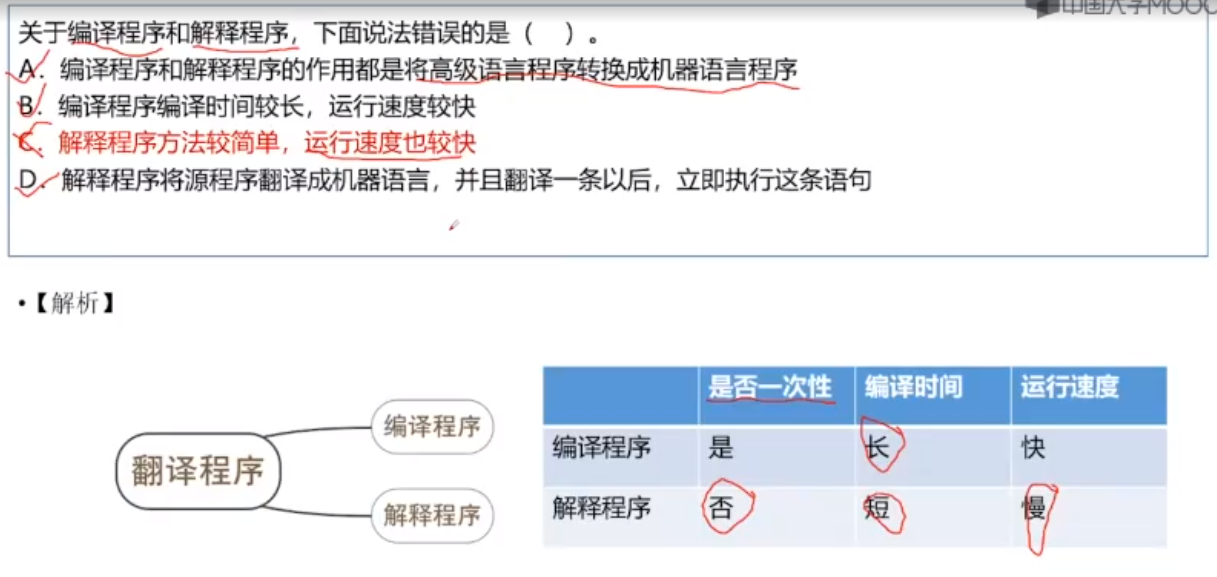 中国大学MOOC
关于编译程序和解释程序，下面说法错误的是（　）。
A. 编译程序和解释程序的作用都是将高级语言程序转换成机器语言程序
B. 编译程序编译时间较长，运行速度较快
C. 解释程序方法较简单，运行速度也较快
D. 解释程序将源程序翻译成机器语言，并且翻译一条以后，立即执行这条语句
•【解析】
翻译程序
编译程序
解释程序
是否一次性 编译时间 运行速度
编译程序 是 长 快
解释程序 否 短 慢